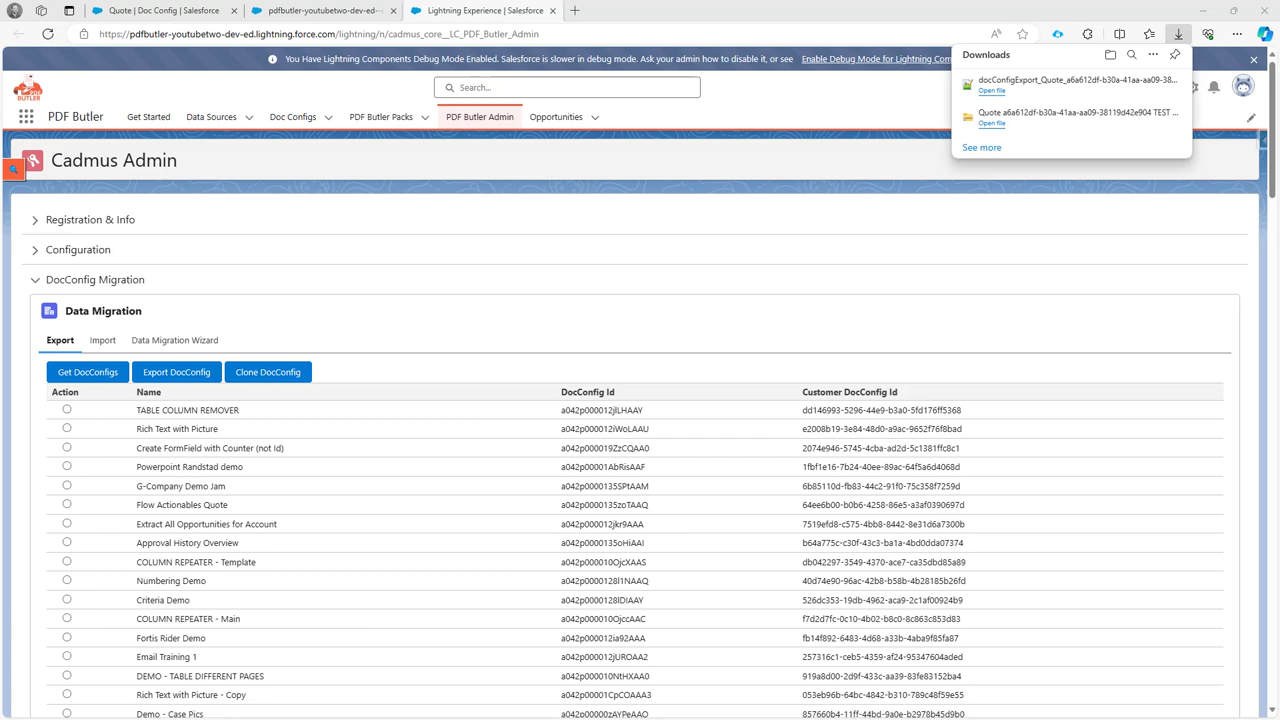 Quote | Doc Config | Salesforce
pdfbutler-youtubetwo-dev-ed
Lightning Experience | Salesforce
https://pdfbutler-youtubetwo-dev-ed.lightning.force.com/lightning/n/cadmus_core__LC_PDF_Butler_Admin
You Have Lightning Components Debug Mode Enabled. Salesforce is slower in debug mode. Ask your admin how to disable it, or see Enable Debug Mode for Lightning Com
Downloads
docConfigExport_Quote_a6a612df-b30a-41aa-aa09-38...
Open file
Quote a6a612df-b30a-41aa-aa09-38119d42e904 TEST ...
Open file
See more
BUTLER
Search...
PDF Butler
Get Started
Data Sources
Doc Configs
PDF Butler Packs
PDF Butler Admin
Opportunities
Cadmus Admin
Registration & Info
Configuration
DocConfig Migration
Data Migration
Export Import Data Migration Wizard
Get DocConfigs Export DocConfig Clone DocConfig
Action Name DocConfig Id Customer DocConfig Id
TABLE COLUMN REMOVER a042p000012jlLHAAY dd146993-5296-44e9-b3a0-5fd176ff5368
Rich Text with Picture a042p000012iWoLAAU e2008b19-3e84-48d0-a9ac-9652f76f8bad
Create FormField with Counter (not Id) a042p000019ZzCQAA0 2074e946-5745-4cba-ad2d-5c1381ffc8c1
Powerpoint Randstad demo a042p00001AbRisAAF 1fbf1e16-7b24-40ee-89ac-64f5a6d4068d
G-Company Demo Jam a042p0000135SPtAAM 6b85110d-fb83-44c2-91f0-75c358f7259d
Flow Actionables Quote a042p0000135zoTAAQ 64ee6b00-b0b6-4258-86e5-a3af0390697d
Extract All Opportunities for Account a042p000012jkr9AAA 7519efd8-c575-4bb8-8442-8e31d6a7300b
Approval History Overview a042p0000135oHiAAI b64a775c-c30f-43c3-ba1a-4bd0dda07374
COLUMN REPEATER - Template a042p000010OjcXAAS db042297-3549-4370-ace7-ca35dbd85a89
Numbering Demo a042p0000128l1NAAQ 40d74e90-96ac-42b8-b58b-4b28185b26fd
Criteria Demo a042p0000128lDIAAY 526dc353-19db-4962-aca9-2c1af00924b9
COLUMN REPEATER - Main a042p000010OjccAAC f7d2d7fc-0c10-4b02-b8c0-8c863c853d83
Fortis Rider Demo a042p000012ia92AAA fb14f892-6483-4d68-a33b-4aba9f85fa87
Email Training 1 a042p000012jUROAA2 257316c1-ceb5-4359-af24-95347604aded
DEMO - TABLE DIFFERENT PAGES a042p000010NtHXAA0 919a8d00-2d9f-433c-aa39-83fe83152ba4
Rich Text with Picture - Copy a042p00001CpCOAAA3 053eb96b-64bc-4842-b310-789c48f59e55
Demo - Case Pics a042p00000zAYPeAAO 857660b4-11ff-44bd-9a0e-b2978b45d9b0